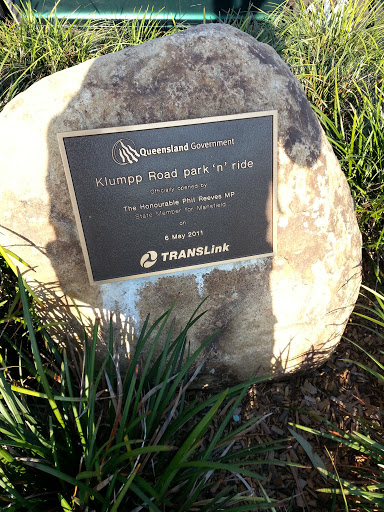 Queensland Government
Klumpp Road park 'n' ride
Officially opened by
The Honourable Phil Reeves MP
State Member for Mansfield
on
6 May 2011
TRANSLink